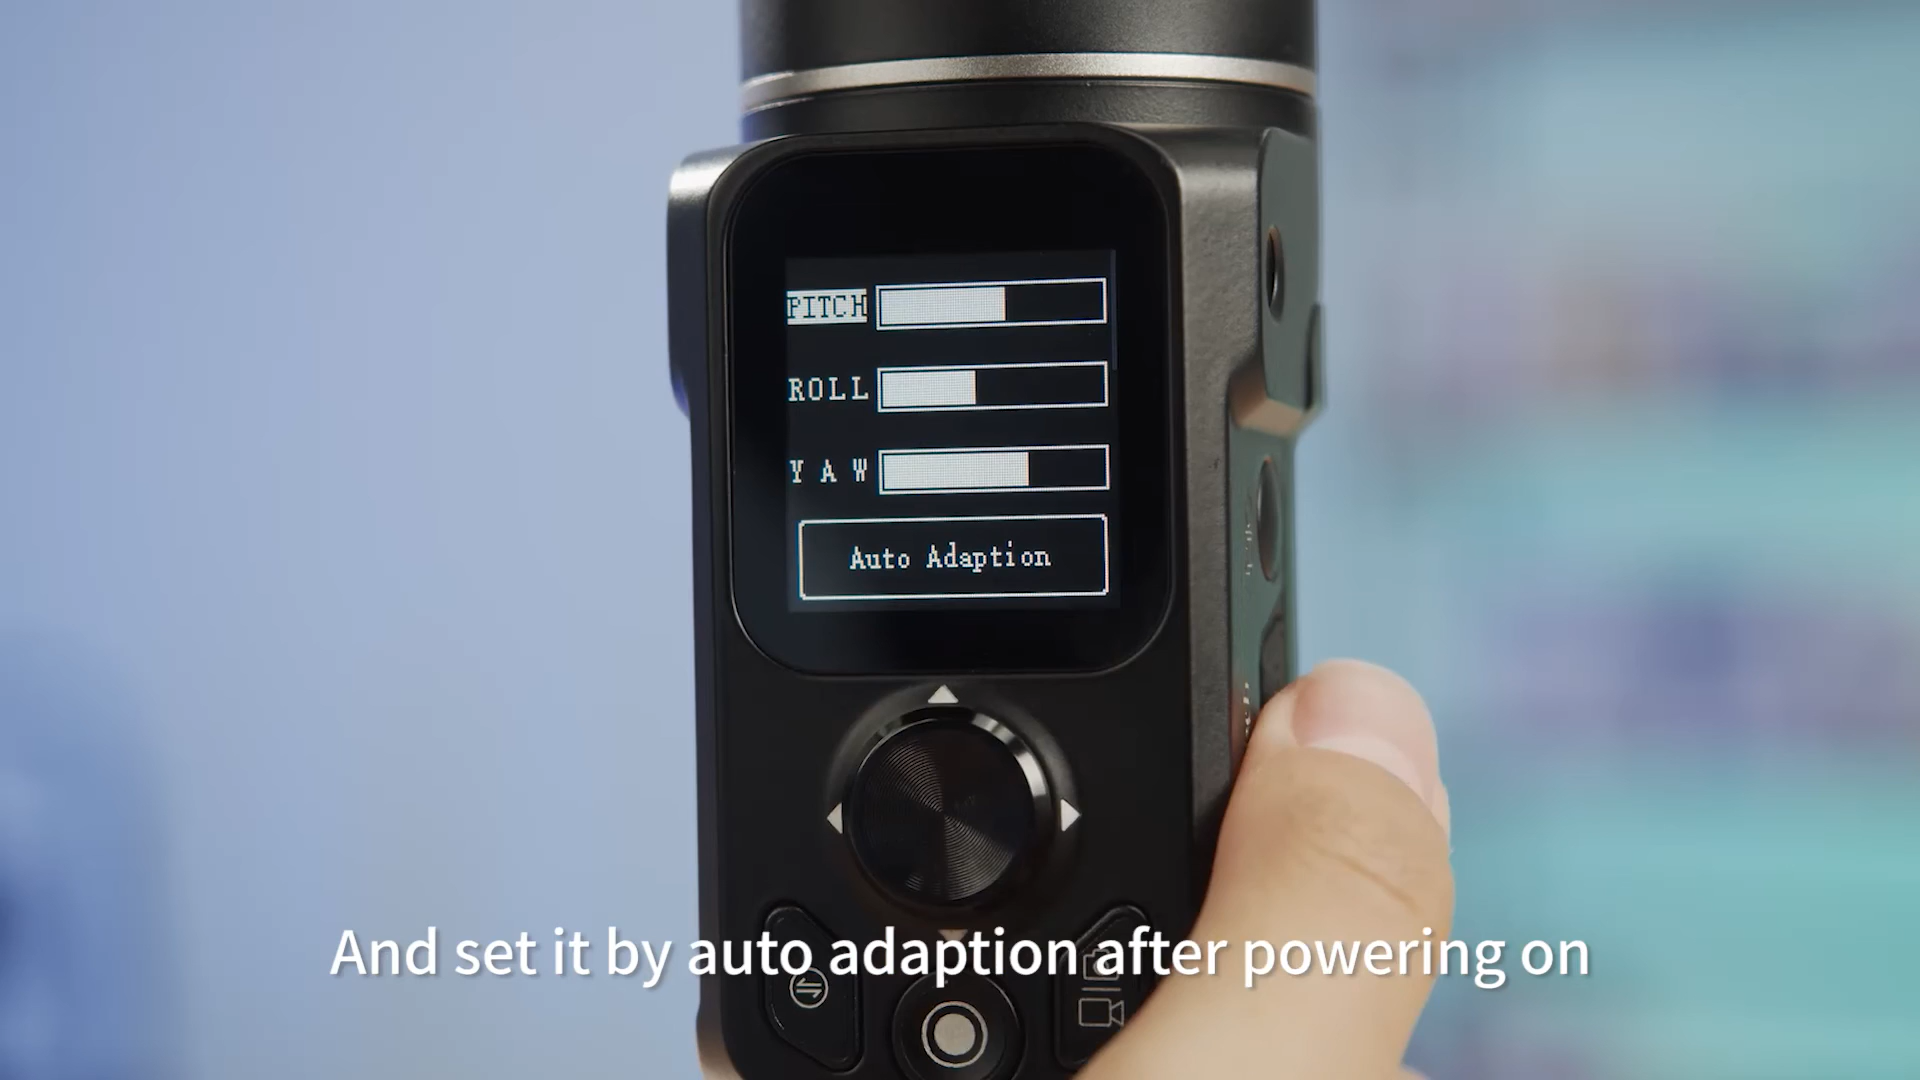 PITCH
ROLL
YAW
Auto Adaption
And set it by auto adaption after powering on